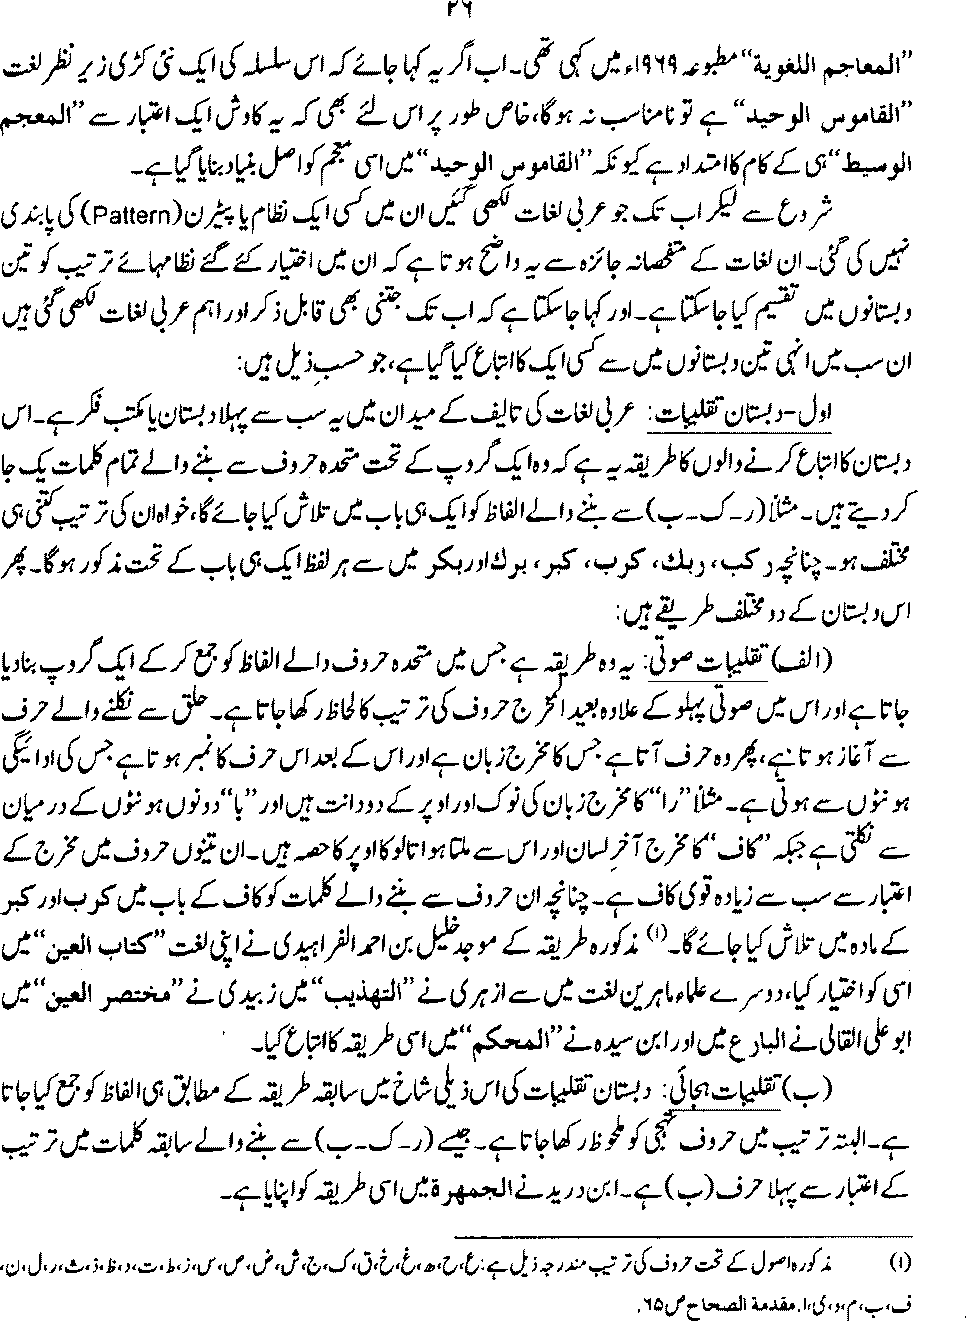 ۲۶
”المعاجم اللغوية“ مطبوعہ ۱۹۶۹ء میں کہی تھی۔ اب اگر یہ کہا جائے کہ اس سلسلہ کی ایک نئی کڑی زیر نظر لغت
”القاموس الوحيد“ ہے تو نامناسب نہ ہوگا، خاص طور پر اس لئے بھی کہ یہ کاوش ایک اعتبار سے ”المعجم
الوسيط“ ہی کے کام کا امتداد ہے کیونکہ ”القاموس الوحيد“ میں اسی معجم کو اصل بنیاد بنایا گیا ہے۔
شروع سے لیکر اب تک جو عربی لغات لکھی گئیں ان میں کسی ایک نظام یا پیٹرن (Pattern) کی پابندی
نہیں کی گئی۔ ان لغات کے متفحصانہ جائزہ سے یہ واضح ہوتا ہے کہ ان میں اختیار کئے گئے نظامہائے ترتیب کو تین
دبستانوں میں تقسیم کیا جاسکتا ہے۔ اور کہا جاسکتا ہے کہ اب تک جتنی بھی قابل ذکر اور اہم عربی لغات لکھی گئی ہیں
ان سب میں انہی تین دبستانوں میں سے کسی ایک کا اتباع کیا گیا ہے، جو حسب ذیل ہیں:
اول- دبستان تقلیبات: عربی لغات کی تالیف کے میدان میں یہ سب سے پہلا دبستان یا مکتب فکر ہے۔ اس
دبستان کا اتباع کرنے والوں کا طریقہ یہ ہے کہ وہ ایک گروپ کے تحت متحدہ حروف سے بننے والے تمام کلمات یک جا
کر دیتے ہیں۔ مثلاً (ر-ک-ب) سے بننے والے الفاظ کو ایک ہی باب میں تلاش کیا جائے گا، خواہ ان کی ترتیب کتنی ہی
مختلف ہو۔ چنانچہ رکب، ربك، کرب، کبر، برك اور بکر میں سے ہر لفظ ایک ہی باب کے تحت مذکور ہوگا۔ پھر
اس دبستان کے دو مختلف طریقے ہیں:
(الف) تقلیبات صوتی: یہ وہ طریقہ ہے جس میں متحدہ حروف والے الفاظ کو جمع کر کے ایک گروپ بنا دیا
جاتا ہے اور اس میں صوتی پہلو کے علاوہ بعید المخرج حروف کی ترتیب کا لحاظ رکھا جاتا ہے۔ حلق سے نکلنے والے حرف
سے آغاز ہوتا ہے، پھر وہ حرف آتا ہے جس کا مخرج زبان ہے اور اس کے بعد اس حرف کا نمبر ہوتا ہے جس کی ادائیگی
ہونٹوں سے ہوتی ہے۔ مثلاً ”را“ کا مخرج زبان کی نوک اور اوپر کے دو دانت ہیں اور ”با“ دونوں ہونٹوں کے درمیان
سے نکلتی ہے جبکہ ”کاف“ کا مخرج آخر لسان اور اس سے ملتا ہوا تالو کا اوپر کا حصہ ہیں۔ ان تینوں حروف میں مخرج کے
اعتبار سے سب سے زیادہ قوی کاف ہے۔ چنانچہ ان حروف سے بننے والے کلمات کو کاف کے باب میں کرب اور کبر
کے مادہ میں تلاش کیا جائے گا۔(۱) مذکورہ طریقہ کے موجد خلیل بن احمد الفراہیدی نے اپنی لغت ”كتاب العين“ میں
اسی کو اختیار کیا، دوسرے علماء ماہرین لغت میں سے ازہری نے ”التهذيب“ میں زبیدی نے ”مختصر العين“ میں
ابو علی القالی نے البارع میں اور ابن سیدہ نے ”المحكم“ میں اسی طریقہ کا اتباع کیا۔
(ب) تقلیبات ہجائی: دبستان تقلیبات کی اس ذیلی شاخ میں سابقہ طریقہ کے مطابق ہی الفاظ کو جمع کیا جاتا
ہے۔ البتہ ترتیب میں حروف تہجی کو ملحوظ رکھا جاتا ہے۔ جیسے (ر-ک-ب) سے بننے والے سابقہ کلمات میں ترتیب
کے اعتبار سے پہلا حرف (ب) ہے۔ ابن درید نے الجمهرة میں اسی طریقہ کو اپنایا ہے۔
(۱) مذکورہ اصول کے تحت حروف کی ترتیب مندرجہ ذیل ہے: ع، ح، ھ، غ، خ، ق، ک، ج، ش، ض، ص، س، ز، ط، ت، د، ظ، ذ، ث، ر، ل، ن،
ف، ب، م، و، ی، ا. مقدمة الصحاح ص ۶۵.